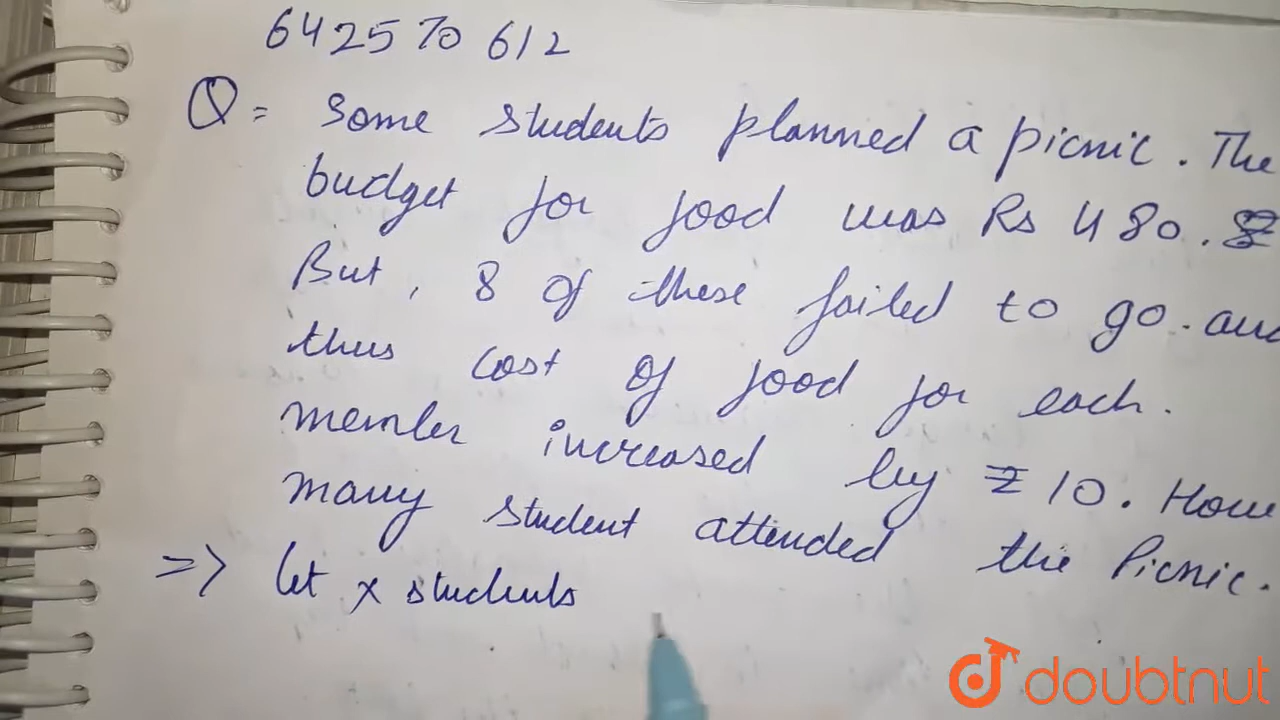 642570612
Q = Some students planned a picnic. The
budget for food was Rs 480.
But, 8 of these failed to go. and
thus cost of food for each.
member increased by ₹ 10. How
many student attended the Picnic.
=> let x students
doubtnut